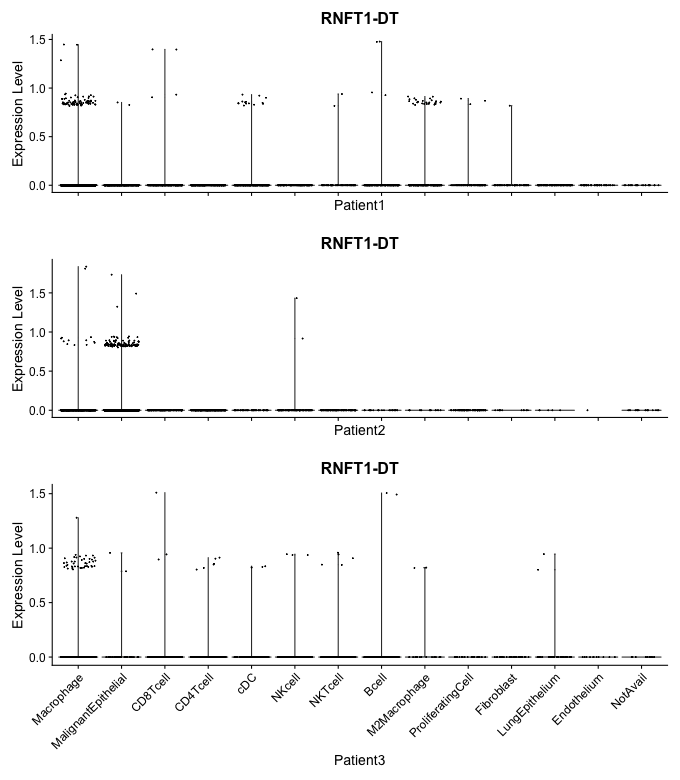 RNFT1-DT
Expression Level
1.5
1.0
0.5
0.0
Patient1
RNFT1-DT
Expression Level
1.5
1.0
0.5
0.0
Patient2
RNFT1-DT
Expression Level
1.5
1.0
0.5
0.0
Macrophage
MalignantEpithelial
CD8Tcell
CD4Tcell
cDC
NKcell
NKTcell
Bcell
M2Macrophage
ProliferatingCell
Fibroblast
LungEpithelium
Endothelium
NotAvail
Patient3